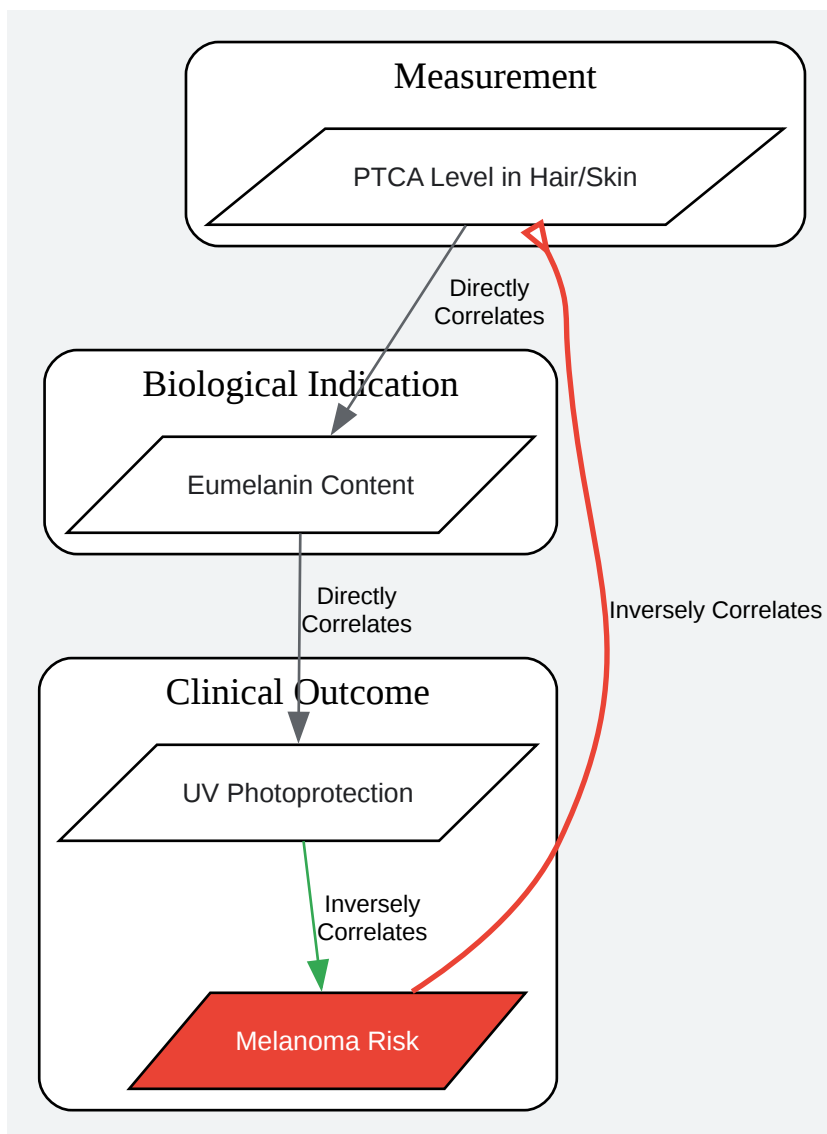 Measurement
PTCA Level in Hair/Skin
Directly
Correlates
Biological Indication
Eumelanin Content
Directly
Correlates
Inversely Correlates
Clinical Outcome
UV Photoprotection
Inversely
Correlates
Melanoma Risk